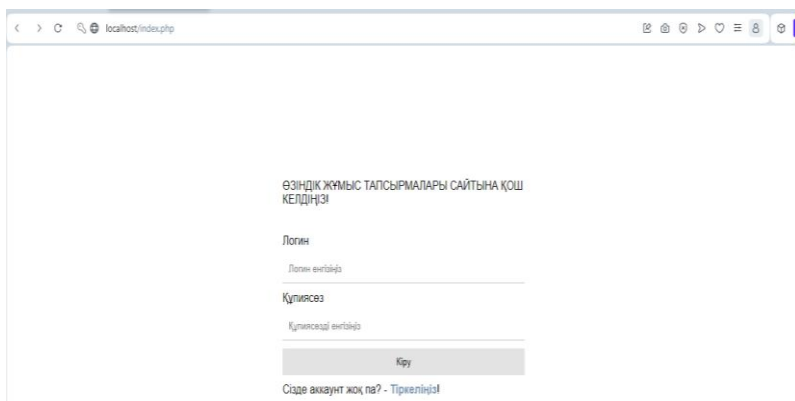 localhost/index.php
ӨЗІНДІК ЖҰМЫС ТАПСЫРМАЛАРЫ САЙТЫНА ҚОШ
КЕЛДІҢІЗ!
Логин
Логин енгізіңіз
Құпиясөз
Құпиясөзді енгізіңіз
Кіру
Сізде аккаунт жоқ па? - Тіркеліңіз!